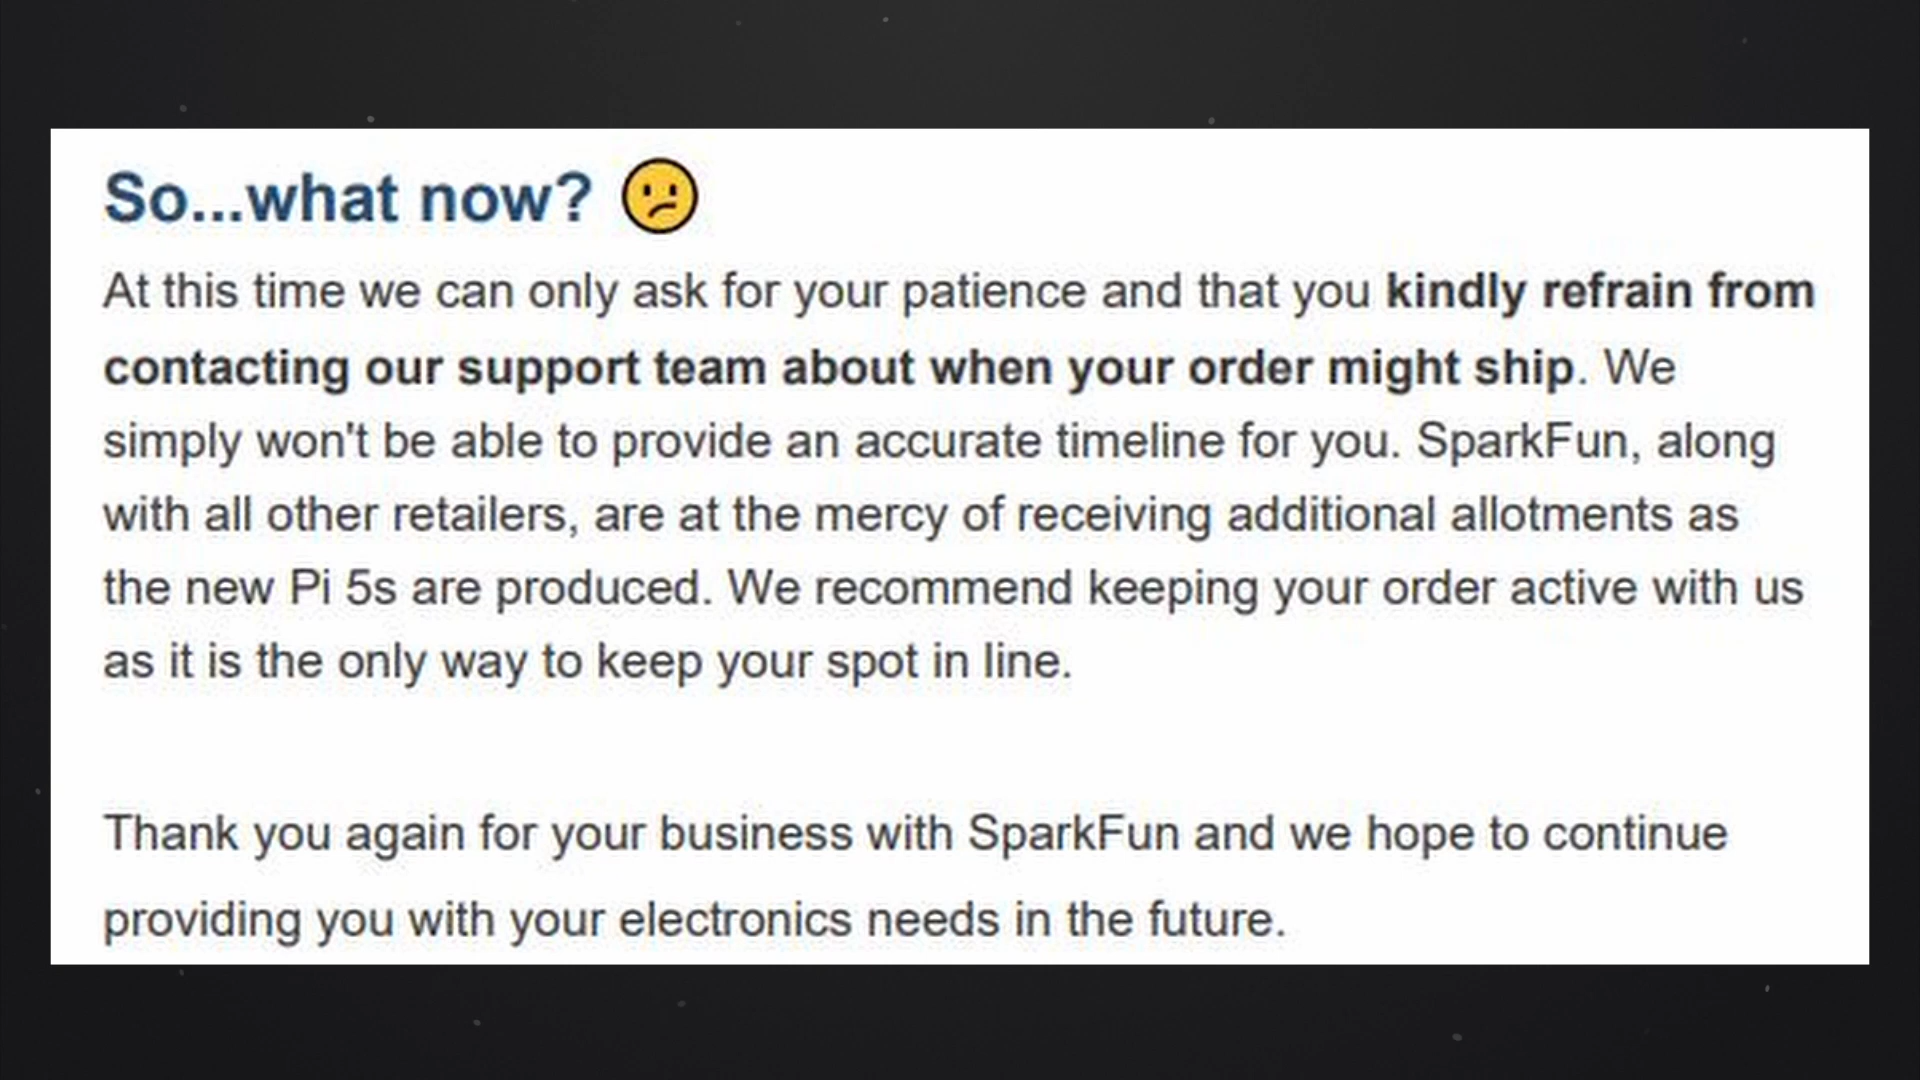 So...what now? 😕
At this time we can only ask for your patience and that you kindly refrain from
contacting our support team about when your order might ship. We
simply won't be able to provide an accurate timeline for you. SparkFun, along
with all other retailers, are at the mercy of receiving additional allotments as
the new Pi 5s are produced. We recommend keeping your order active with us
as it is the only way to keep your spot in line.
Thank you again for your business with SparkFun and we hope to continue
providing you with your electronics needs in the future.